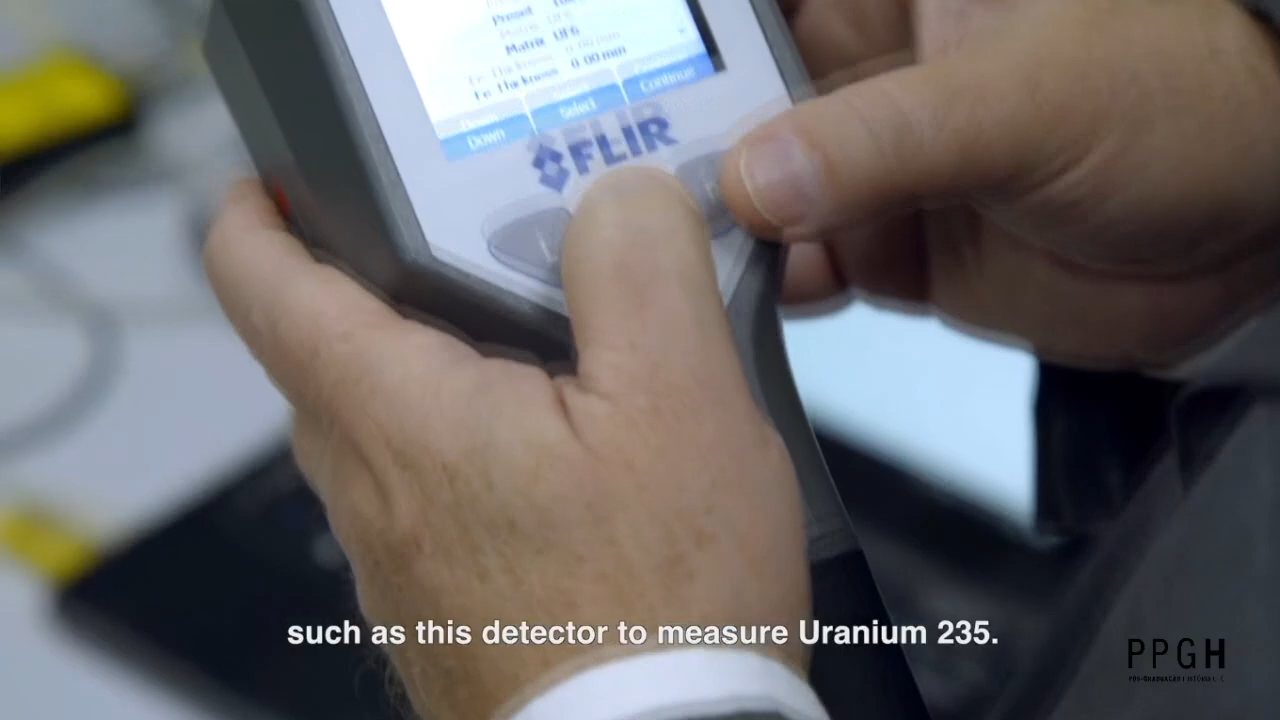 Preset
Matrix UF6
Fe Thickness 0.00 mm
Down Select Continue
FLIR
such as this detector to measure Uranium 235.
PPGH